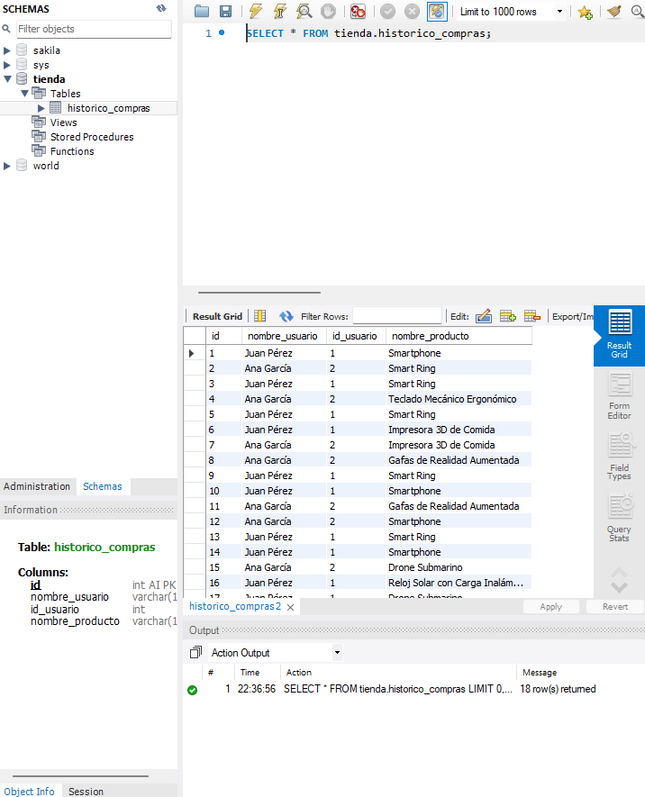 SCHEMAS
Filter objects
sakila
sys
tienda
Tables
historico_compras
Views
Stored Procedures
Functions
world
Administration Schemas
Information
Table: historico_compras
Columns:
id int AI PK
nombre_usuario varchar(1
id_usuario int
nombre_producto varchar(1
Object Info Session
Limit to 1000 rows
1 SELECT * FROM tienda.historico_compras;
Result Grid Filter Rows: Edit: Export/Im
id nombre_usuario id_usuario nombre_producto
1 Juan Pérez 1 Smartphone
2 Ana García 2 Smart Ring
3 Juan Pérez 1 Smart Ring
4 Ana García 2 Teclado Mecánico Ergonómico
5 Juan Pérez 1 Smart Ring
6 Juan Pérez 1 Impresora 3D de Comida
7 Ana García 2 Impresora 3D de Comida
8 Ana García 2 Gafas de Realidad Aumentada
9 Juan Pérez 1 Smart Ring
10 Juan Pérez 1 Smartphone
11 Ana García 2 Gafas de Realidad Aumentada
12 Ana García 2 Smartphone
13 Juan Pérez 1 Smart Ring
14 Juan Pérez 1 Smartphone
15 Ana García 2 Drone Submarino
16 Juan Pérez 1 Reloj Solar con Carga Inalám...
17 Juan Pérez 1 Drone Submarino
Result
Grid
Form
Editor
Field
Types
Query
Stats
historico_compras2 Apply Revert
Output
Action Output
# Time Action Message
1 22:36:56 SELECT * FROM tienda.historico_compras LIMIT 0,... 18 row(s) returned